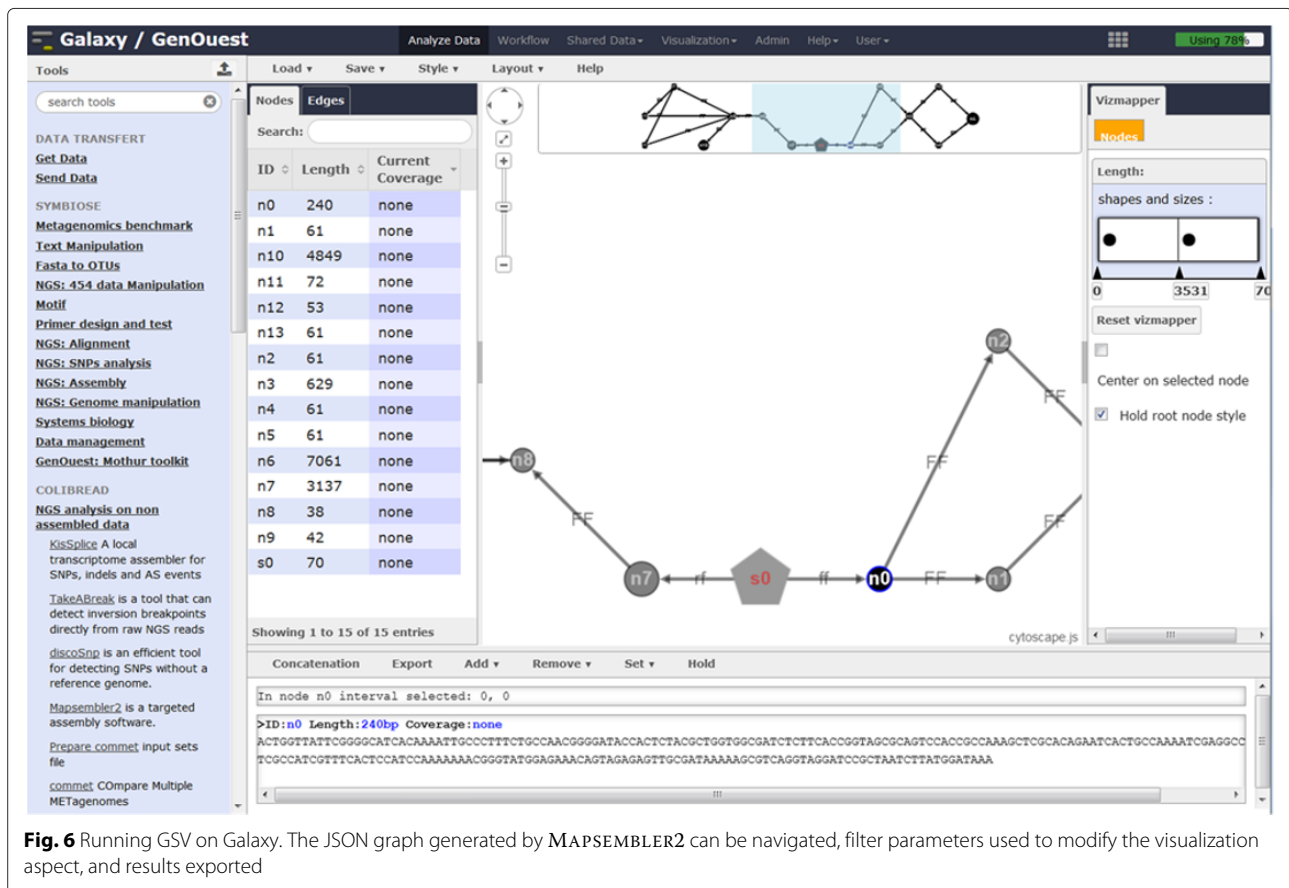 Galaxy / GenOuest
Analyze Data Workflow Shared Data Visualization Admin Help User
Using 78%
Tools
search tools
DATA TRANSFERT
Get Data
Send Data
SYMBIOSE
Metagenomics benchmark
Text Manipulation
Fasta to OTUs
NGS: 454 data Manipulation
Motif
Primer design and test
NGS: Alignment
NGS: SNPs analysis
NGS: Assembly
NGS: Genome manipulation
Systems biology
Data management
GenOuest: Mothur toolkit
COLIBREAD
NGS analysis on non
assembled data
KisSplice A local
transcriptome assembler for
SNPs, indels and AS events
TakeABreak is a tool that can
detect inversion breakpoints
directly from raw NGS reads
discoSnp is an efficient tool
for detecting SNPs without a
reference genome.
Mapsembler2 is a targeted
assembly software.
Prepare commet input sets
file
commet COmpare Multiple
METagenomes
Load Save Style Layout Help
Nodes Edges
Search:
ID Length Current
Coverage
n0 240 none
n1 61 none
n10 4849 none
n11 72 none
n12 53 none
n13 61 none
n2 61 none
n3 629 none
n4 61 none
n5 61 none
n6 7061 none
n7 3137 none
n8 38 none
n9 42 none
s0 70 none
Showing 1 to 15 of 15 entries
n2
FF
FF
n8
FF
FF
n7 rf s0 ff n0 FF n1
cytoscape.js
Vizmapper
Nodes
Length:
shapes and sizes :
0 3531 70
Reset vizmapper
Center on selected node
Hold root node style
Concatenation Export Add Remove Set Hold
In node n0 interval selected: 0, 0
>ID:n0 Length:240bp Coverage:none
ACTGGTTATTCGGGGCATCACAAAATTGCCCTTTCTGCCAACGGGGATACCACTCTACGCTGGTGGCGATCTCTTCACCGGTAGCGCAGTCCACCGCCAAAGCTCGCACAGAATCACTGCCAAAATCGAGGCC
TCGCCATCGTTTCACTCCATCCAAAAAAACGGGTATGGAGAAACAGTAGAGAGTTGCGATAAAAAGCGTCAGGTAGGATCCGCTAATCTTATGGATAAA
Fig. 6 Running GSV on Galaxy. The JSON graph generated by MAPSEMBLER2 can be navigated, filter parameters used to modify the visualization
aspect, and results exported